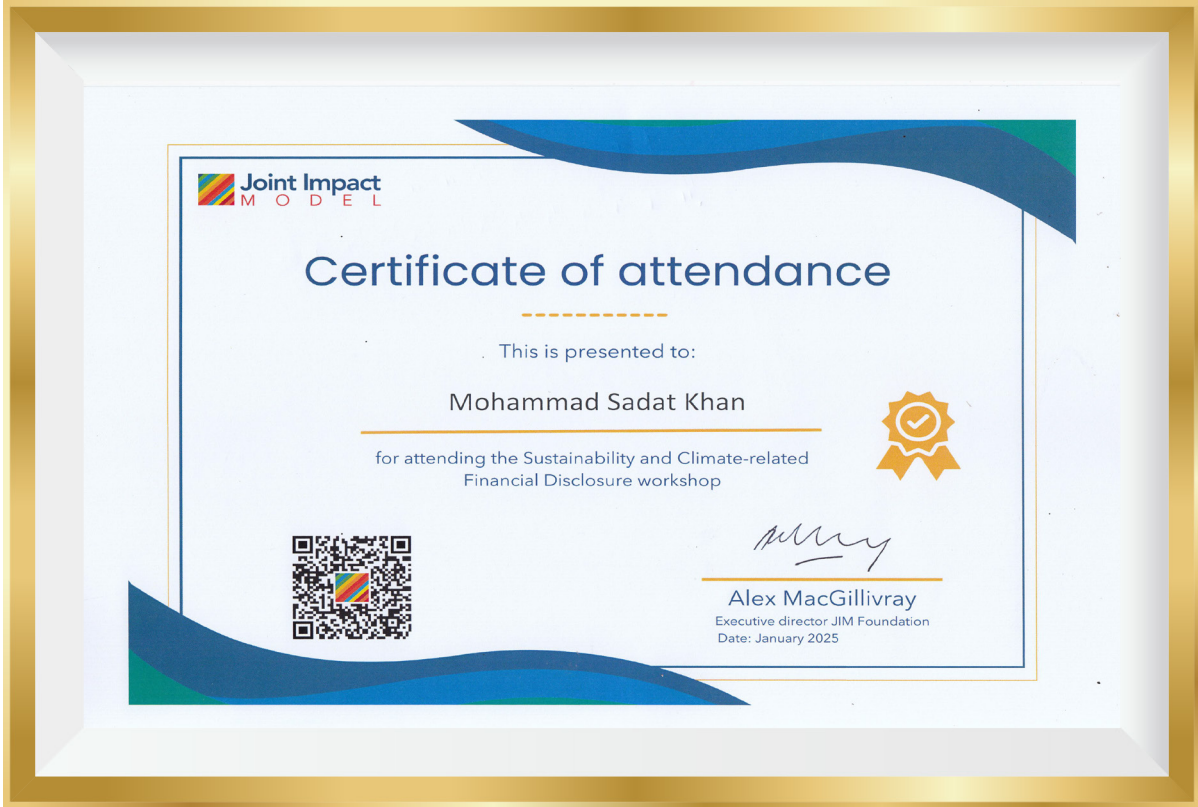 Joint Impact
MODEL
Certificate of attendance
This is presented to:
Mohammad Sadat Khan
for attending the Sustainability and Climate-related
Financial Disclosure workshop
Alex MacGillivray
Executive director JIM Foundation
Date: January 2025